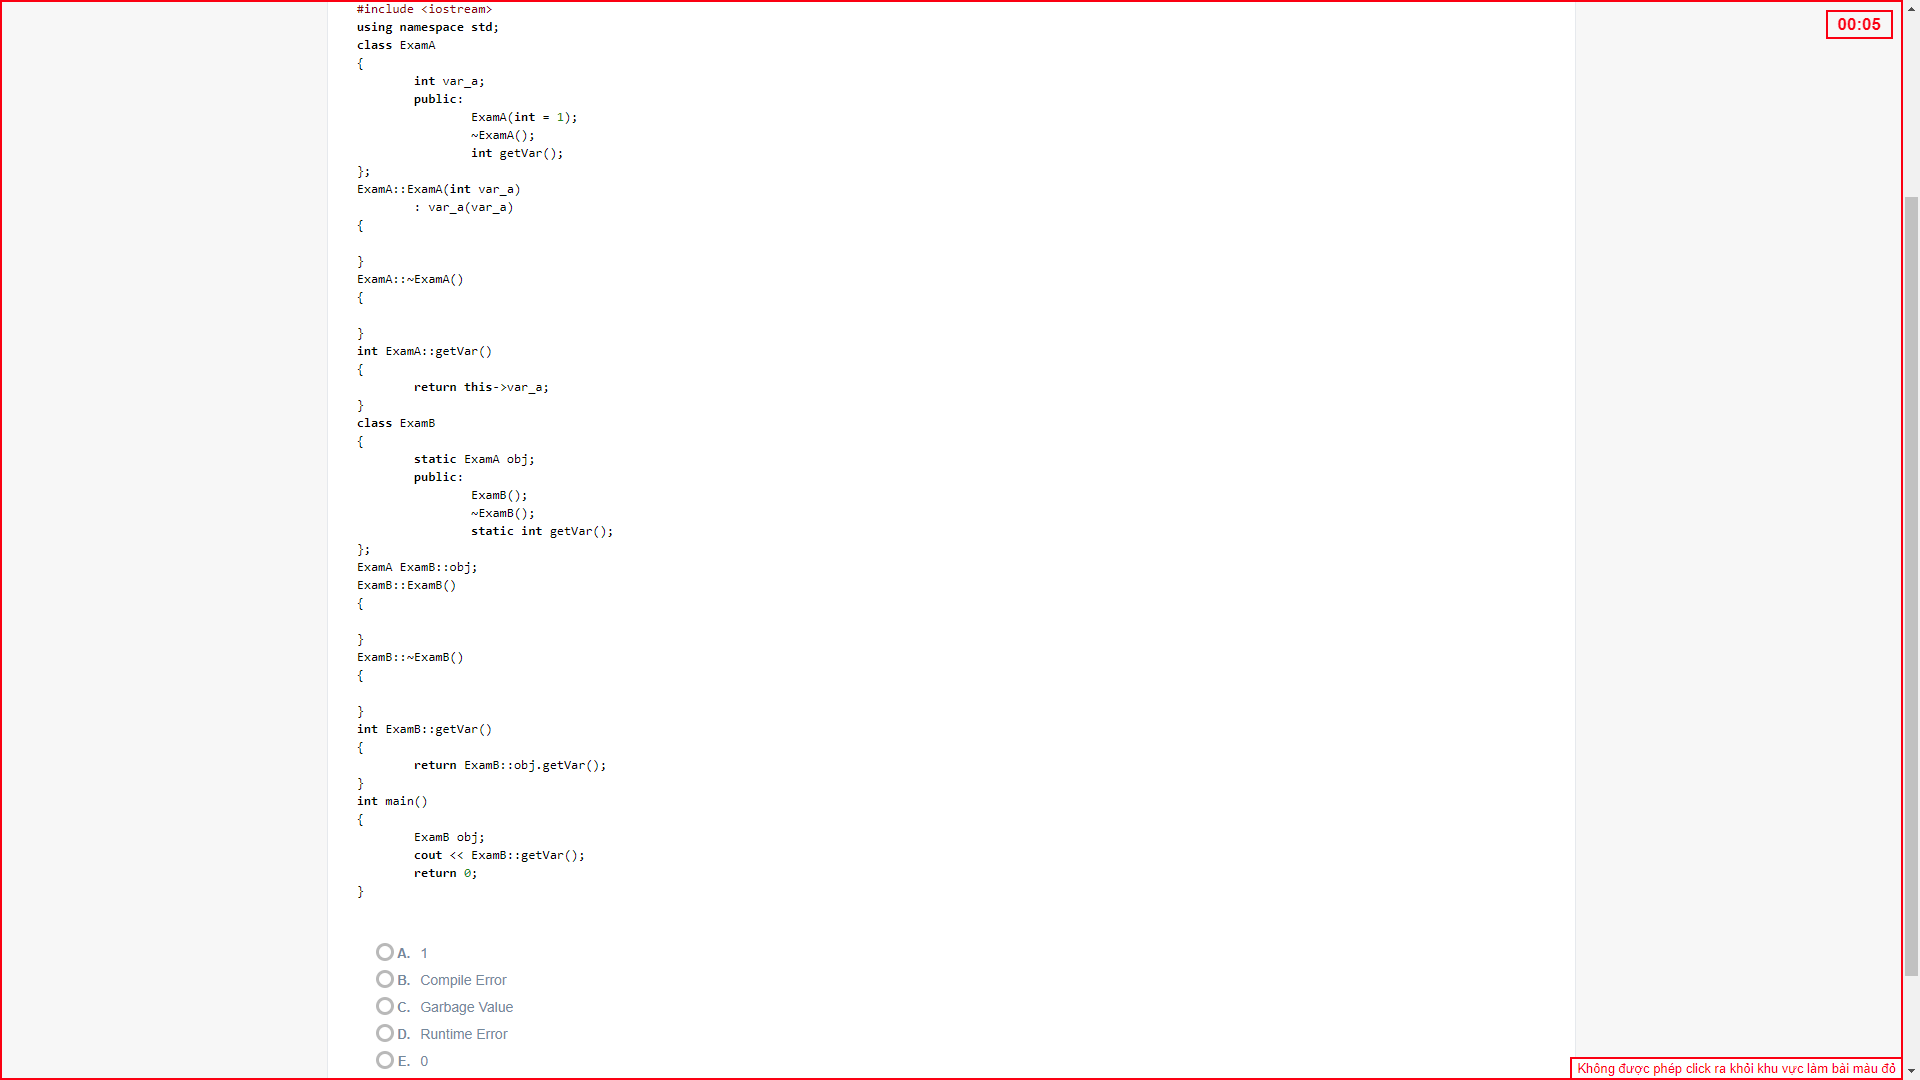 #include <iostream>
00:05
using namespace std;
class ExamA
{
int var_a;
public:
ExamA(int = 1);
~ExamA();
int getVar();
};
ExamA::ExamA(int var_a)
: var_a(var_a)
{
}
ExamA::~ExamA()
{
}
int ExamA::getVar()
{
return this->var_a;
}
class ExamB
{
static ExamA obj;
public:
ExamB();
~ExamB();
static int getVar();
};
ExamA ExamB::obj;
ExamB::ExamB()
{
}
ExamB::~ExamB()
{
}
int ExamB::getVar()
{
return ExamB::obj.getVar();
}
int main()
{
ExamB obj;
cout << ExamB::getVar();
return 0;
}
A. 1
B. Compile Error
C. Garbage Value
D. Runtime Error
E. 0
Không được phép click ra khỏi khu vực làm bài màu đỏ